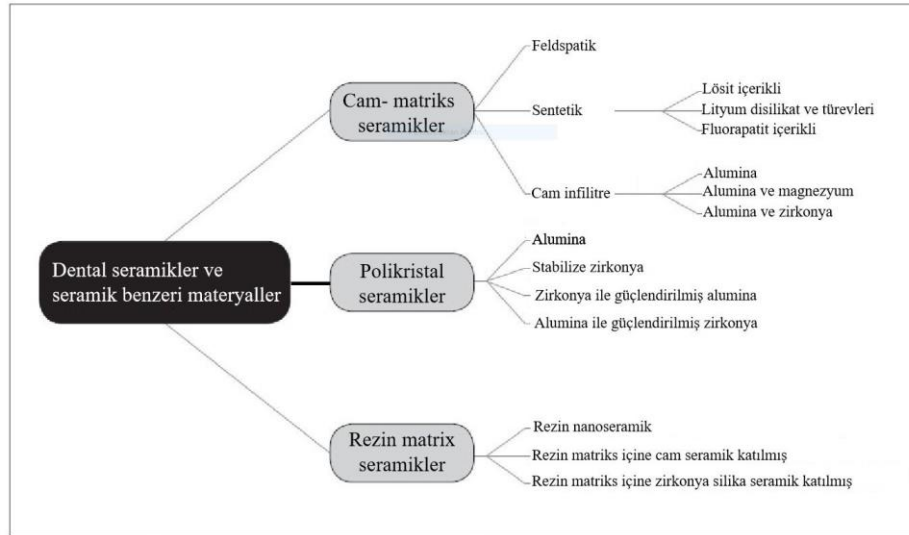 Dental seramikler ve
seramik benzeri materyaller
Cam- matriks
seramikler
Feldspatik
Sentetik
Lösit içerikli
Lityum disilikat ve türevleri
Fluorapatit içerikli
Cam infilitre
Alumina
Alumina ve magnezyum
Alumina ve zirkonya
Polikristal
seramikler
Alumina
Stabilize zirkonya
Zirkonya ile güçlendirilmiş alumina
Alumina ile güçlendirilmiş zirkonya
Rezin matrix
seramikler
Rezin nanoseramik
Rezin matriks içine cam seramik katılmış
Rezin matriks içine zirkonya silika seramik katılmış